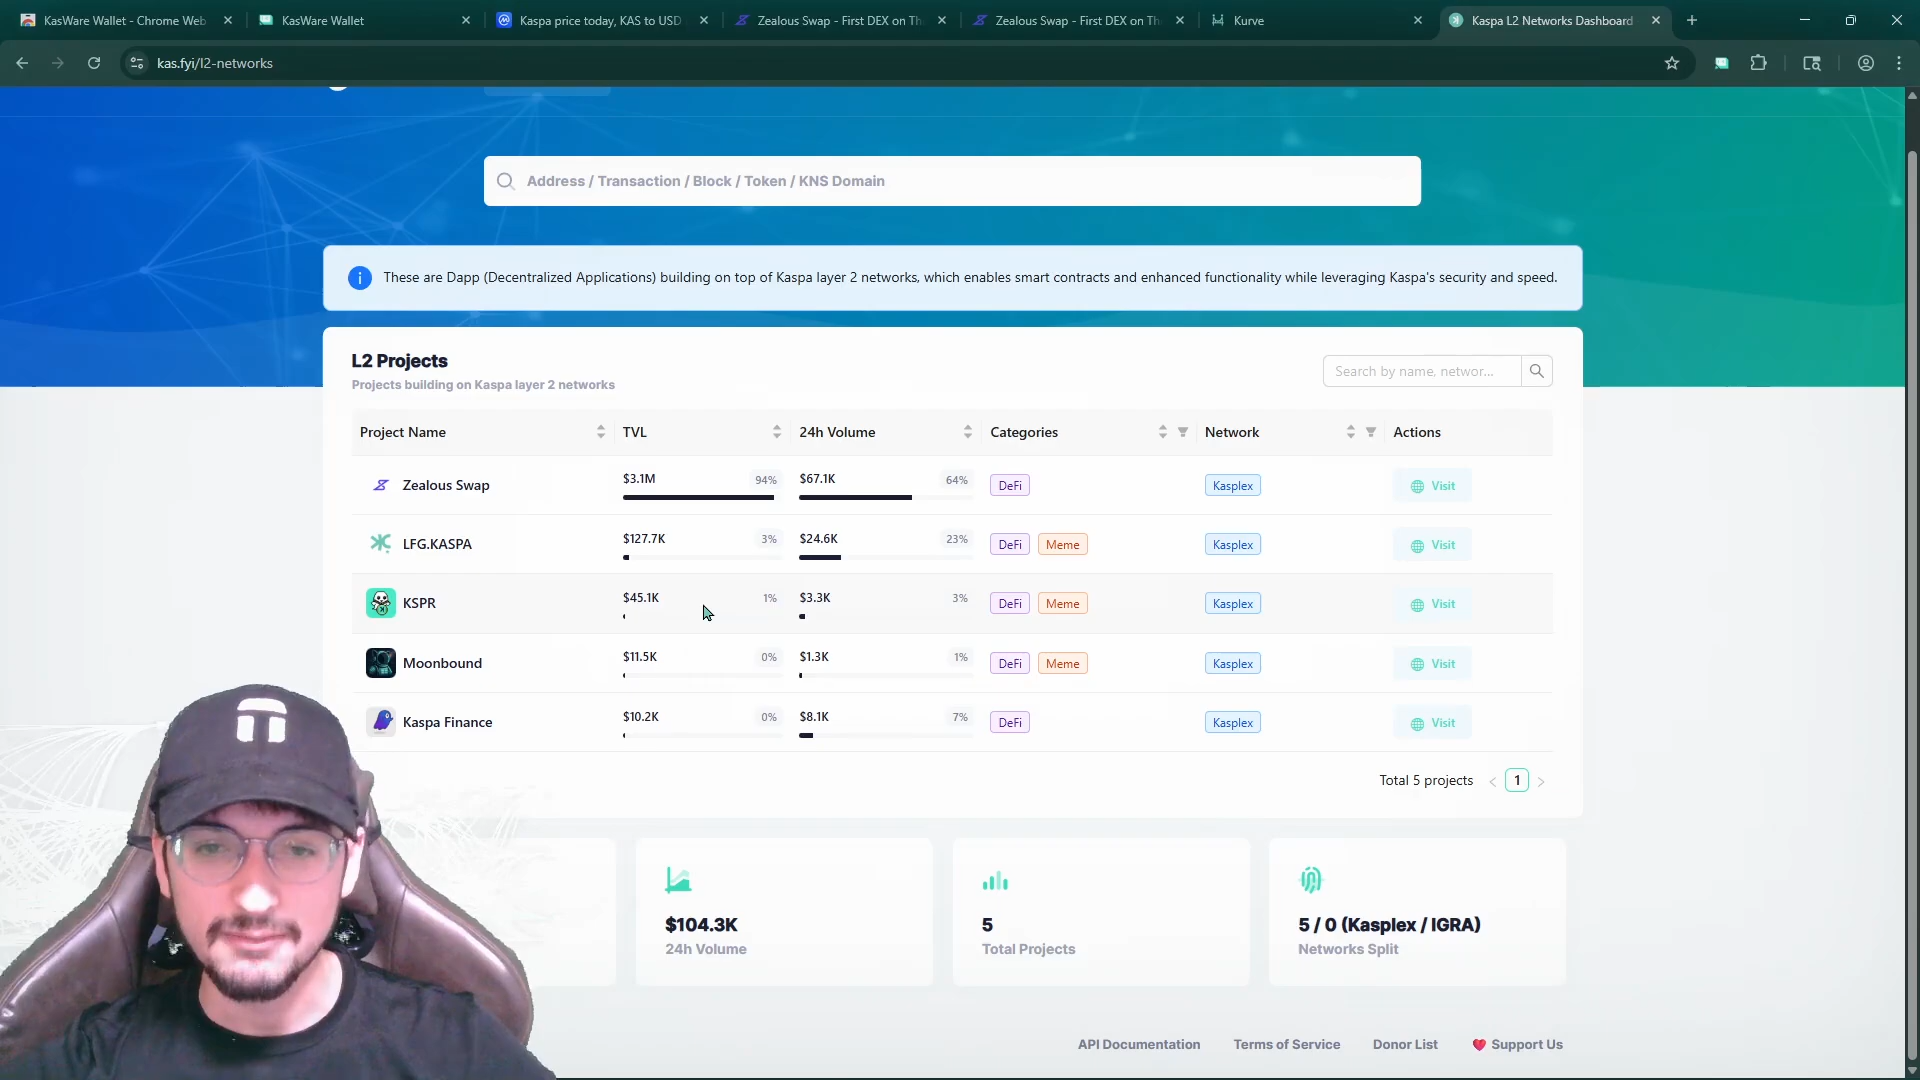 KasWare Wallet - Chrome Web
KasWare Wallet
Kaspa price today, KAS to USD
Zealous Swap - First DEX on Th
Zealous Swap - First DEX on Th
Kurve
Kaspa L2 Networks Dashboard
kas.fyi/l2-networks
Address / Transaction / Block / Token / KNS Domain
These are Dapp (Decentralized Applications) building on top of Kaspa layer 2 networks, which enables smart contracts and enhanced functionality while leveraging Kaspa's security and speed.
L2 Projects
Projects building on Kaspa layer 2 networks
Search by name, networ...
Project Name TVL 24h Volume Categories Network Actions
Zealous Swap $3.1M 94% $67.1K 64% DeFi Kasplex Visit
LFG.KASPA $127.7K 3% $24.6K 23% DeFi Meme Kasplex Visit
KSPR $45.1K 1% $3.3K 3% DeFi Meme Kasplex Visit
Moonbound $11.5K 0% $1.3K 1% DeFi Meme Kasplex Visit
Kaspa Finance $10.2K 0% $8.1K 7% DeFi Kasplex Visit
Total 5 projects < 1 >
$104.3K
24h Volume
5
Total Projects
5 / 0 (Kasplex / IGRA)
Networks Split
API Documentation Terms of Service Donor List Support Us